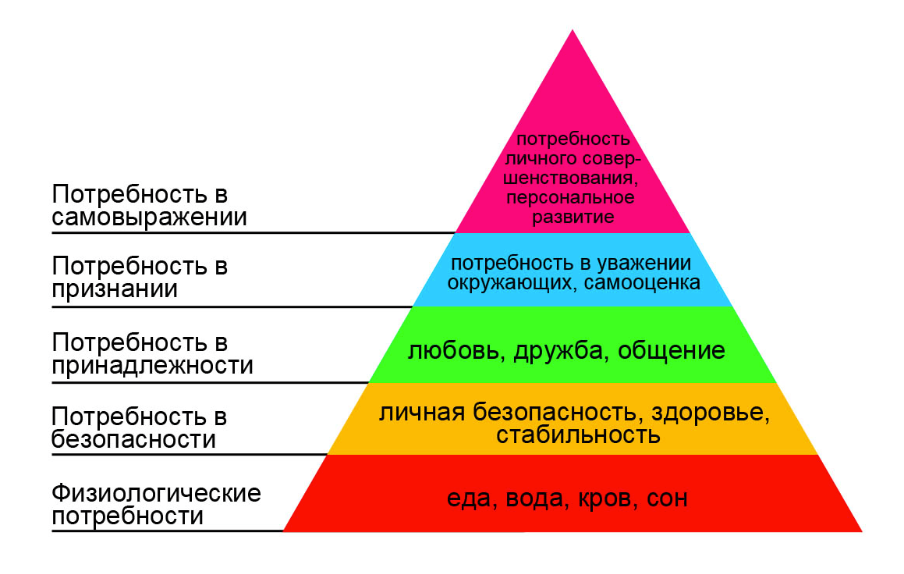 потребность
личного совер-
шенствования,
персональное
развитие
Потребность в
самовыражении
потребность в уважении
окружающих, самооценка
Потребность в
признании
любовь, дружба, общение
Потребность в
принадлежности
личная безопасность, здоровье,
стабильность
Потребность в
безопасности
еда, вода, кров, сон
Физиологические
потребности